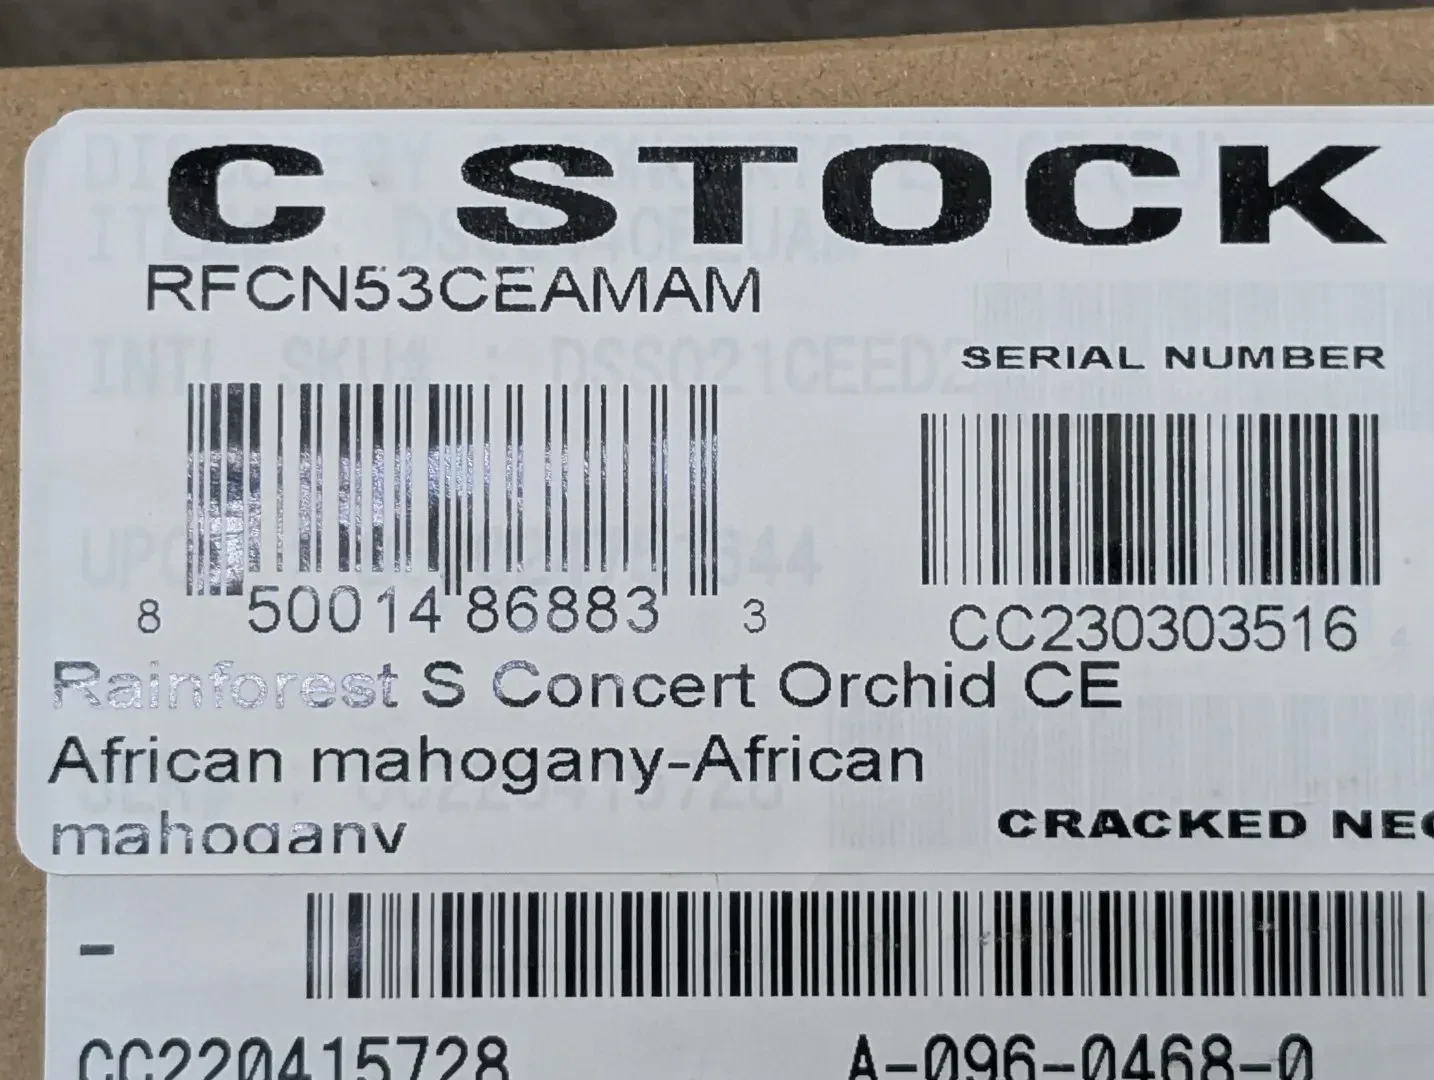 C STOCK
RFCN53CEAMAM
SERIAL NUMBER
8 50014 86883 3
CC230303516
Rainforest S Concert Orchid CE
African mahogany-African
mahogany
CRACKED
-
CC220415728
A-096-0468-0